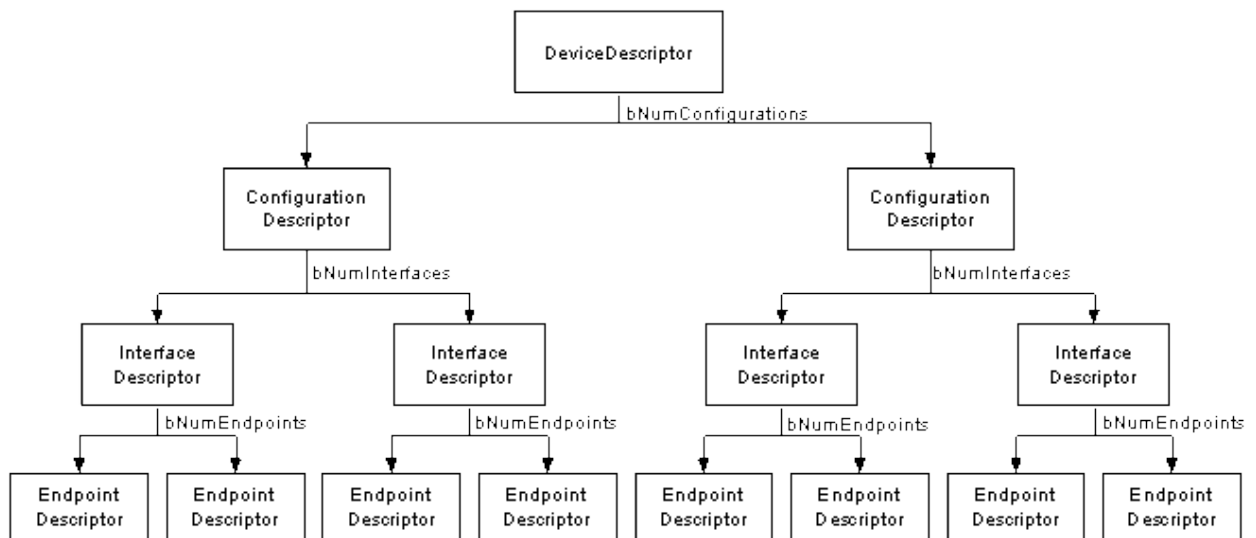 DeviceDescriptor
bNumConfigurations
Configuration
Descriptor
Configuration
Descriptor
bNumInterfaces
bNumInterfaces
Interface
Descriptor
Interface
Descriptor
Interface
Descriptor
Interface
Descriptor
bNumEndpoints
bNumEndpoints
bNumEndpoints
bNumEndpoints
Endpoint
Descriptor
Endpoint
Descriptor
Endpoint
Descriptor
Endpoint
Descriptor
Endpoint
Descriptor
Endpoint
Descriptor
Endpoint
Descriptor
Endpoint
Descriptor